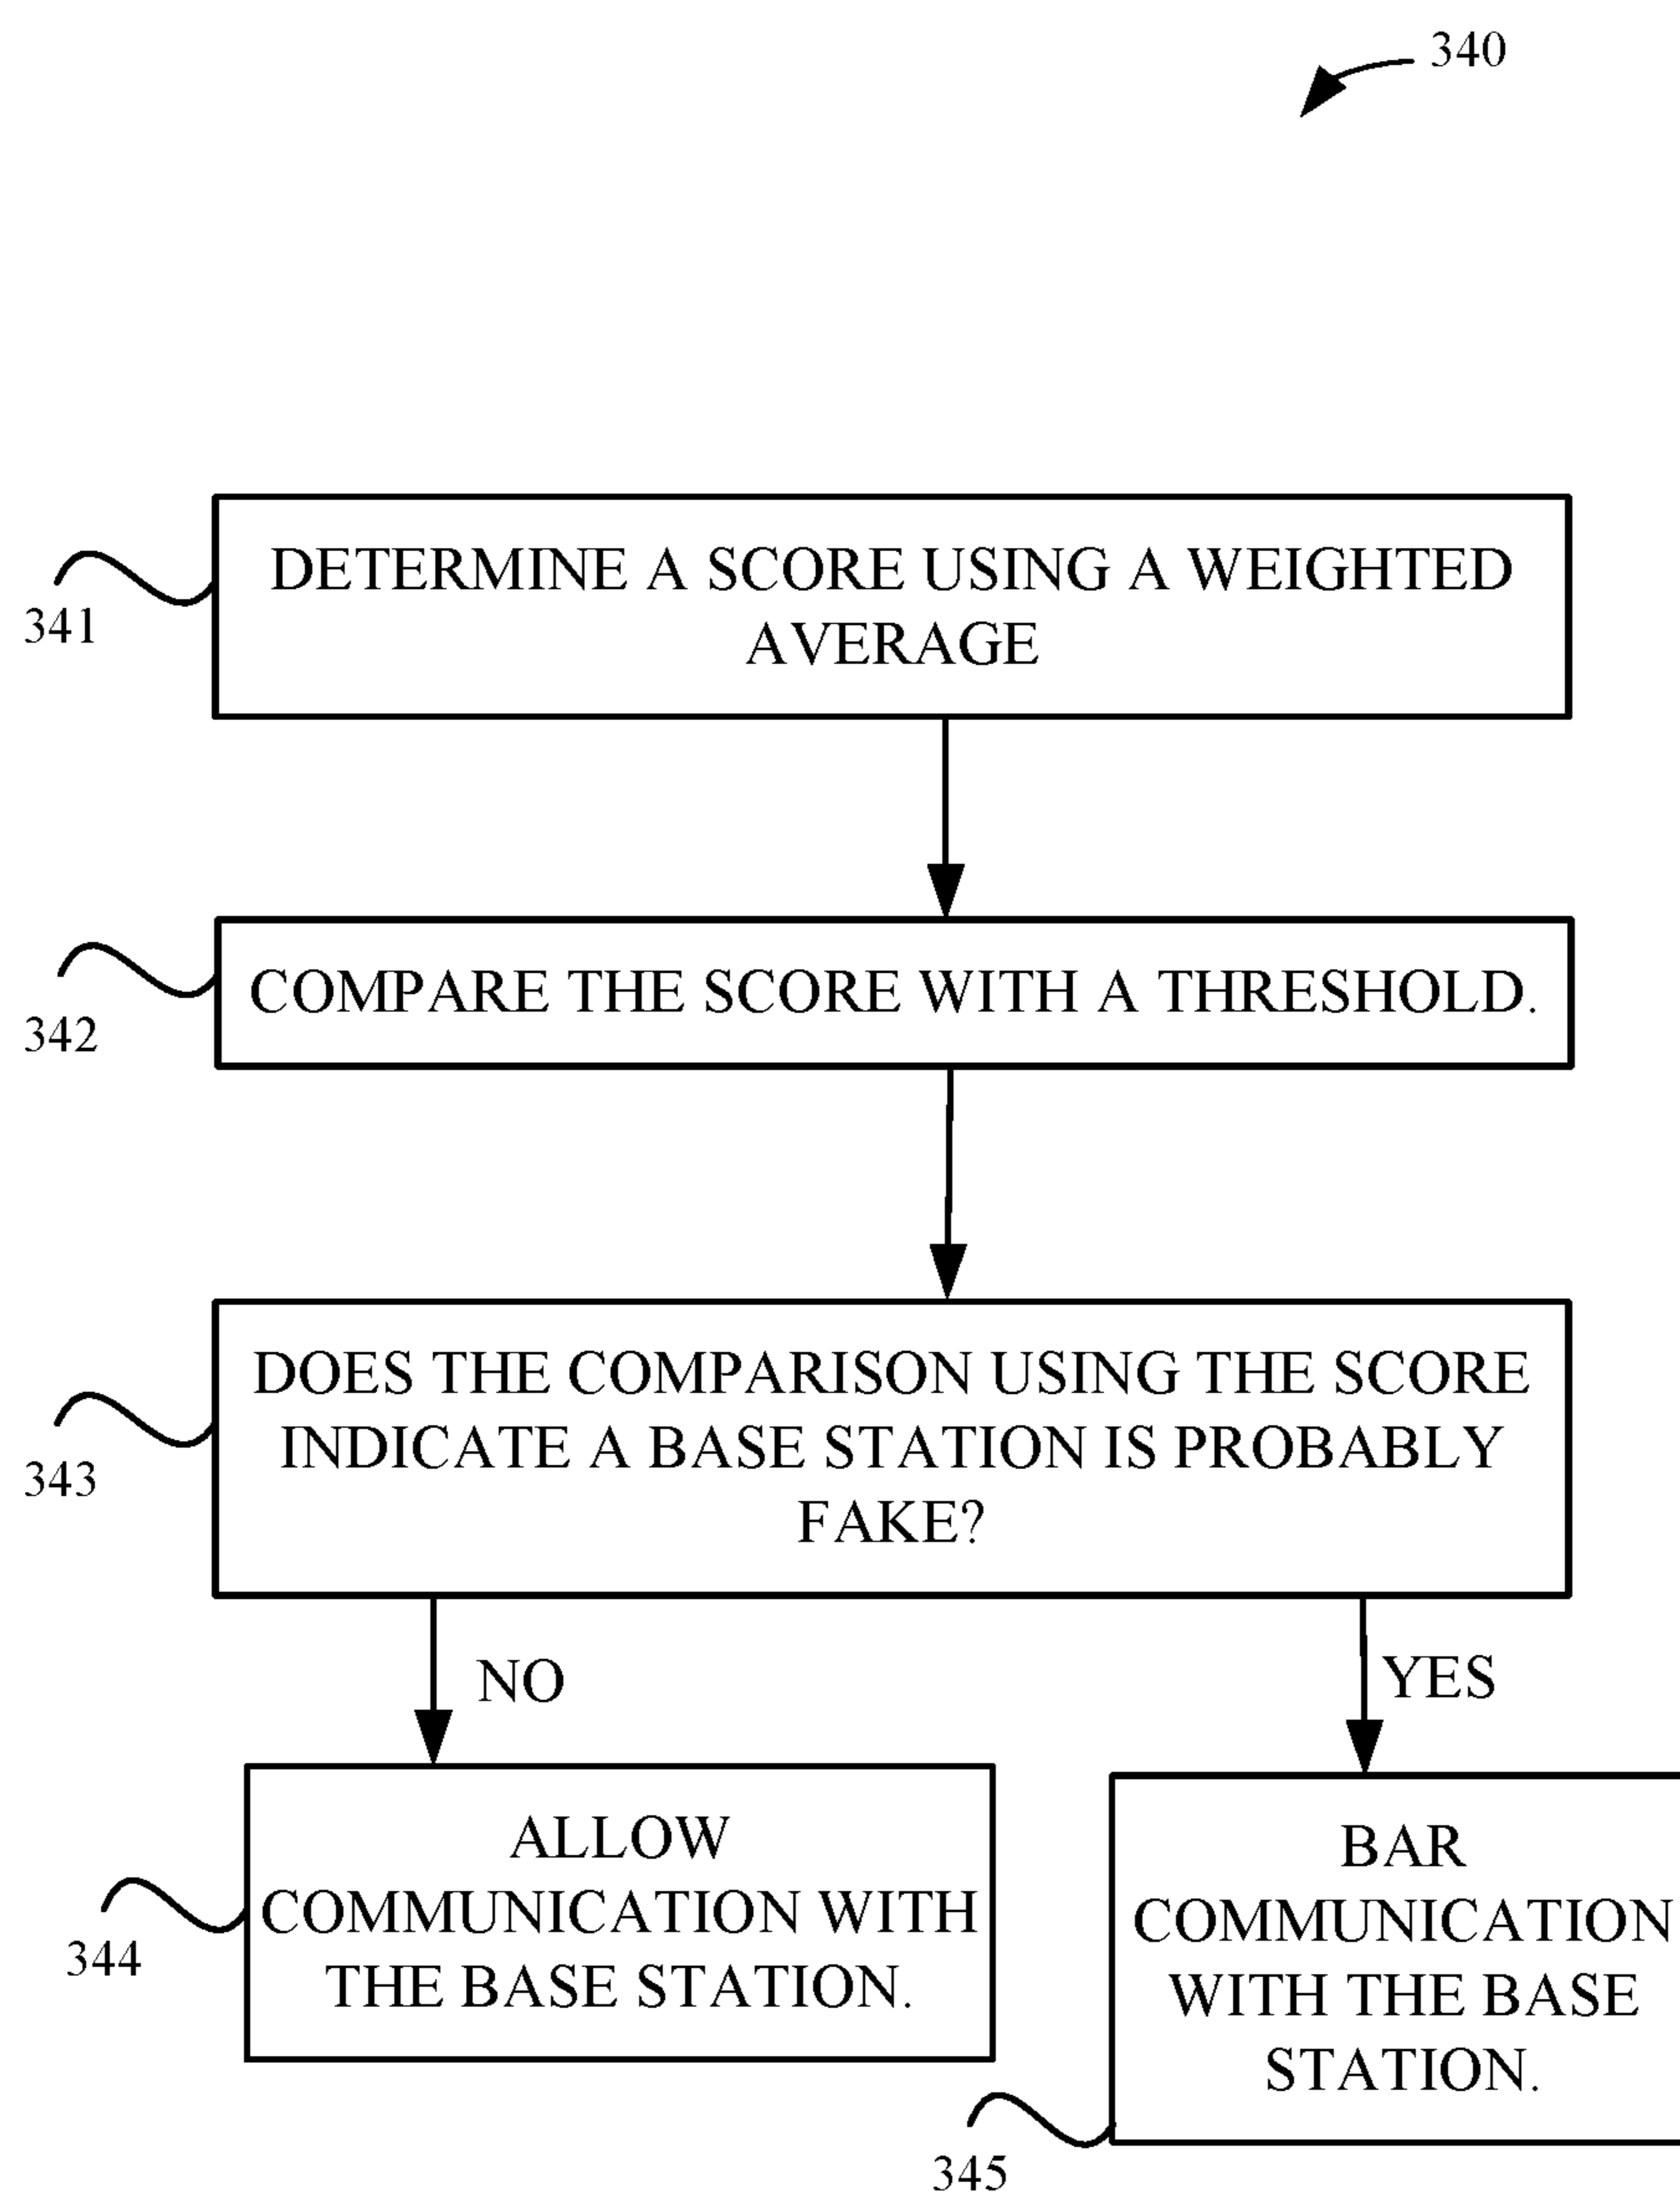 340
DETERMINE A SCORE USING A WEIGHTED
AVERAGE
341
COMPARE THE SCORE WITH A THRESHOLD.
342
DOES THE COMPARISON USING THE SCORE
INDICATE A BASE STATION IS PROBABLY
FAKE?
343
NO
YES
ALLOW
COMMUNICATION WITH
THE BASE STATION.
344
BAR
COMMUNICATION
WITH THE BASE
STATION.
345